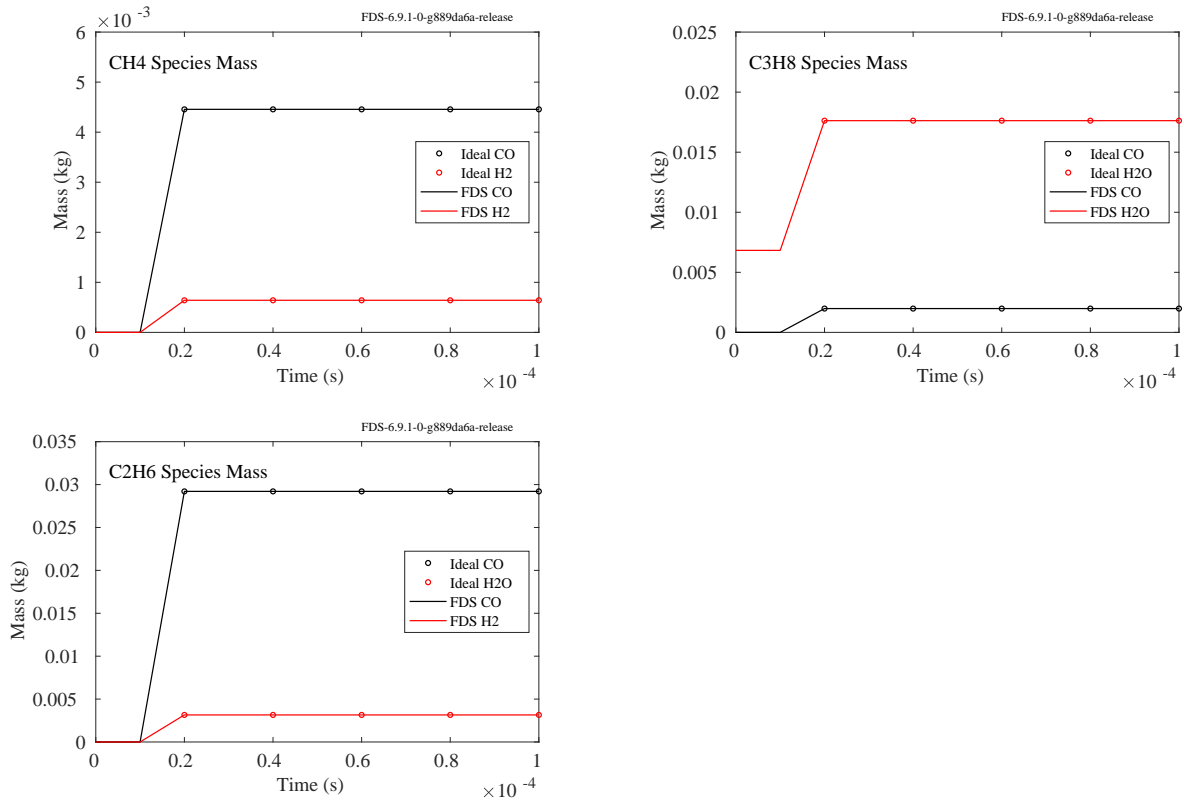 FDS-6.9.1-0-g889da6a-release
× 10 -3
6
5
4
3
2
1
0
Mass (kg)
CH4 Species Mass
Ideal CO
Ideal H2
FDS CO
FDS H2
0 0.2 0.4 0.6 0.8 1
Time (s)
×10 -4
FDS-6.9.1-0-g889da6a-release
0.025
0.02
0.015
0.01
0.005
0
Mass (kg)
C3H8 Species Mass
Ideal CO
Ideal H2O
FDS CO
FDS H2O
0 0.2 0.4 0.6 0.8 1
Time (s)
×10 -4
FDS-6.9.1-0-g889da6a-release
0.035
0.03
0.025
0.02
0.015
0.01
0.005
0
Mass (kg)
C2H6 Species Mass
Ideal CO
Ideal H2O
FDS CO
FDS H2
0 0.2 0.4 0.6 0.8 1
Time (s)
×10 -4